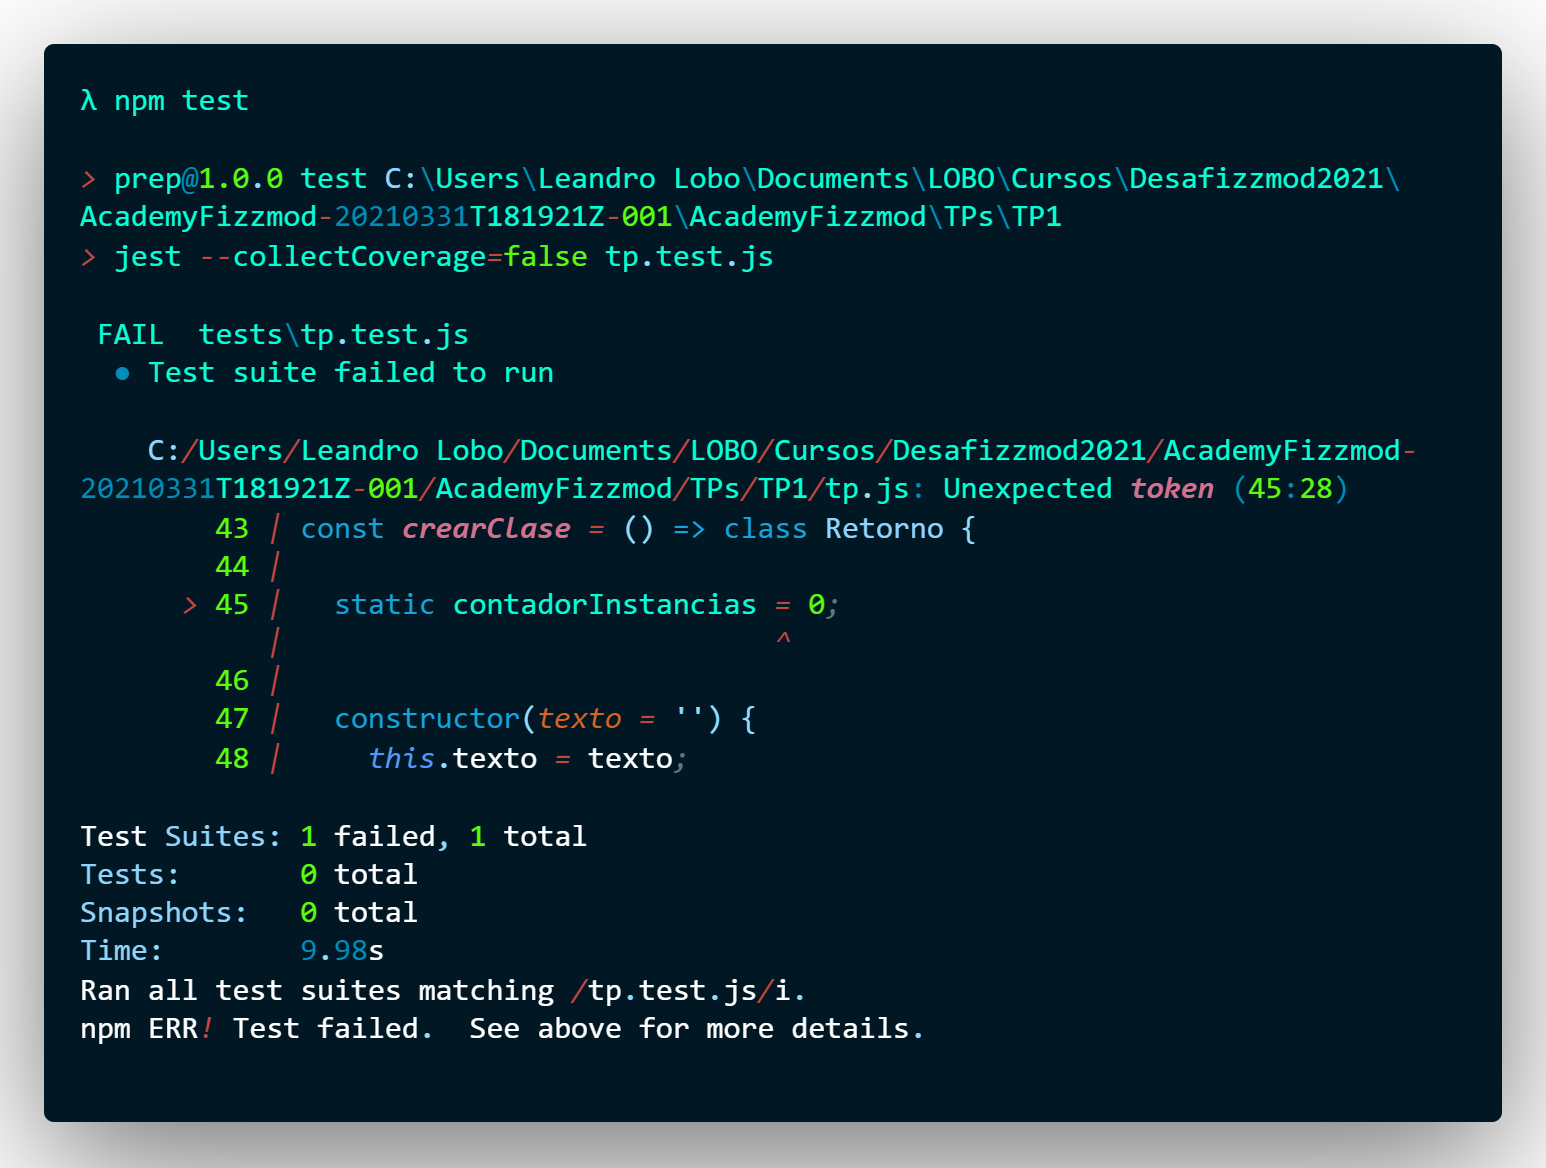 λ npm test
> prep@1.0.0 test C:\Users\Leandro Lobo\Documents\LOBO\Cursos\Desafizzmod2021\
AcademyFizzmod-20210331T181921Z-001\AcademyFizzmod\TPs\TP1
> jest --collectCoverage=false tp.test.js
FAIL  tests\tp.test.js
● Test suite failed to run
C:/Users/Leandro Lobo/Documents/LOBO/Cursos/Desafizzmod2021/AcademyFizzmod-
20210331T181921Z-001/AcademyFizzmod/TPs/TP1/tp.js: Unexpected token (45:28)
43 | const crearClase = () => class Retorno {
44 |
> 45 |   static contadorInstancias = 0;
|                              ^
46 |
47 |   constructor(texto = '') {
48 |     this.texto = texto;
Test Suites: 1 failed, 1 total
Tests:       0 total
Snapshots:   0 total
Time:        9.98s
Ran all test suites matching /tp.test.js/i.
npm ERR! Test failed.  See above for more details.